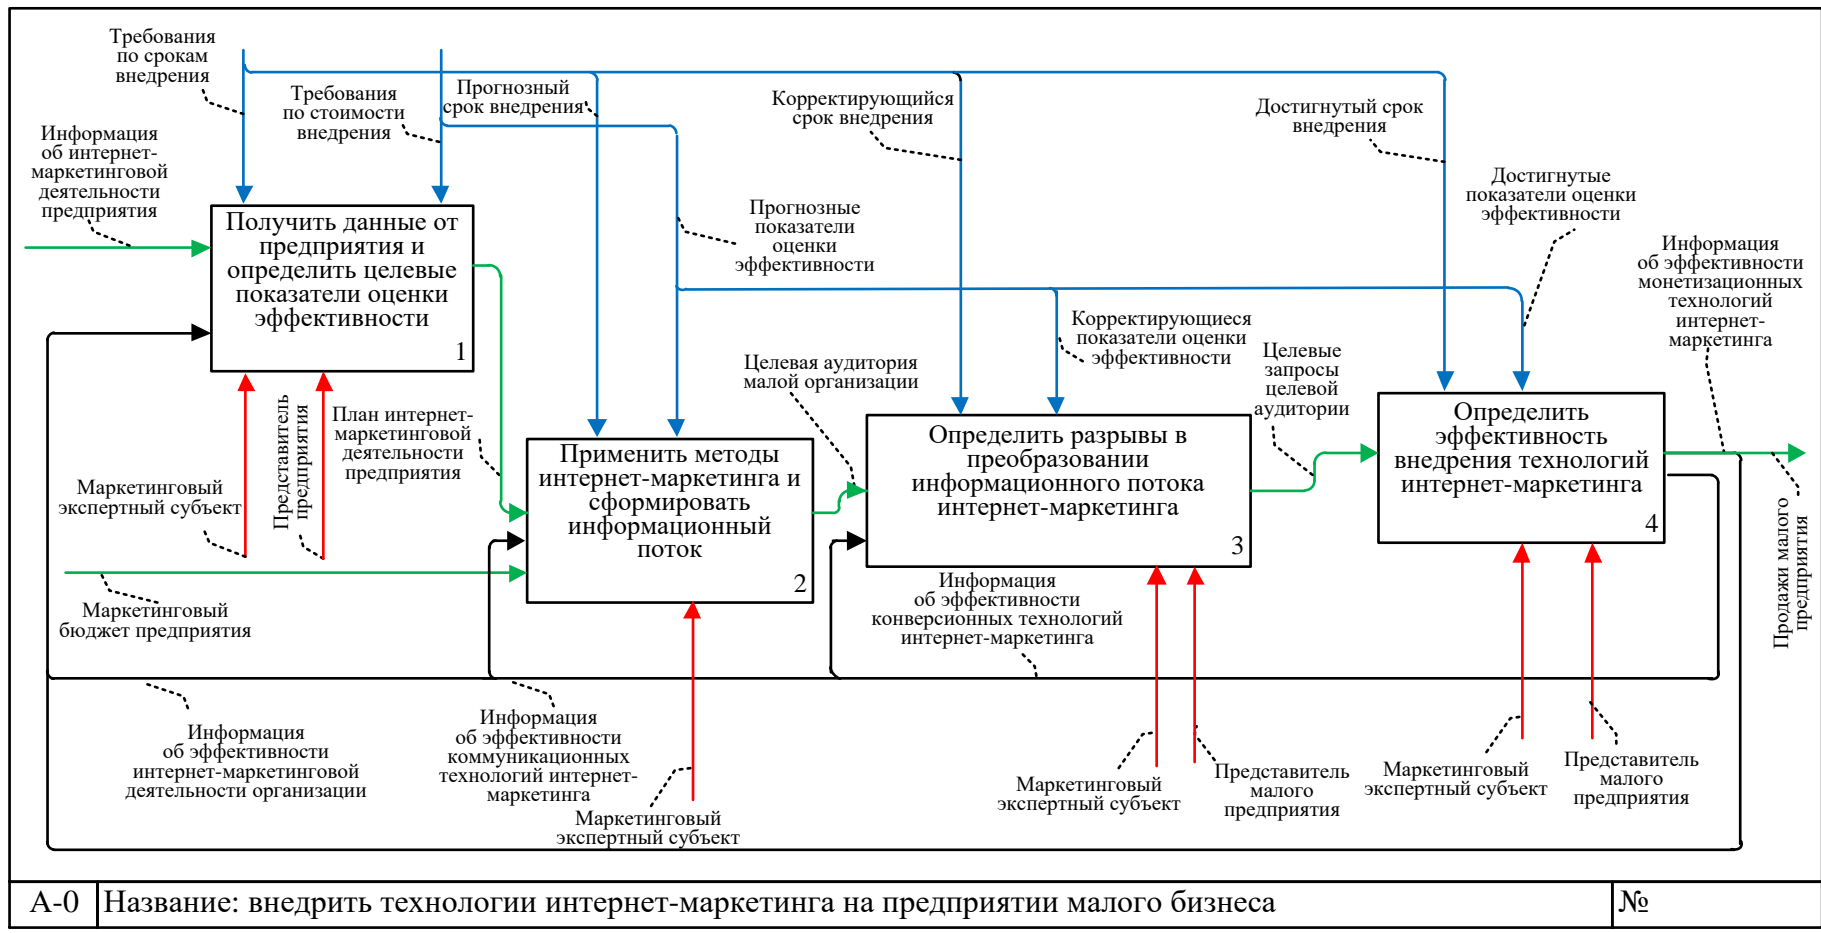 Требования
по срокам
внедрения
Требования
по стоимости
внедрения
Прогнозный
срок внедрения
Корректирующийся
срок внедрения
Достигнутый срок
внедрения
Информация
об интернет-
маркетинговой
деятельности
предприятия
Прогнозные
показатели
оценки
эффективности
Достигнутые
показатели оценки
эффективности
Информация
об эффективности
монетизационных
технологий
интернет-
маркетинга
Получить данные от
предприятия и
определить целевые
показатели оценки
эффективности
1
Корректирующиеся
показатели оценки
эффективности
Целевая аудитория
малой организации
Целевые
запросы
целевой
аудитории
План интернет-
маркетинговой
деятельности
предприятия
Представитель
предприятия
Маркетинговый
экспертный субъект
Применить методы
интернет-маркетинга и
сформировать
информационный
поток
2
Определить разрывы в
преобразовании
информационного потока
интернет-маркетинга
3
Определить
эффективность
внедрения технологий
интернет-маркетинга
4
Продажи малого
предприятия
Маркетинговый
бюджет предприятия
Информация
об эффективности
конверсионных технологий
интернет-маркетинга
Информация
об эффективности
интернет-маркетинговой
деятельности организации
Информация
об эффективности
коммуникационных
технологий интернет-
маркетинга
Маркетинговый
экспертный субъект
Маркетинговый
экспертный субъект
Представитель
малого
предприятия
Маркетинговый
экспертный субъект
Представитель
малого
предприятия
А-0
Название: внедрить технологии интернет-маркетинга на предприятии малого бизнеса
№